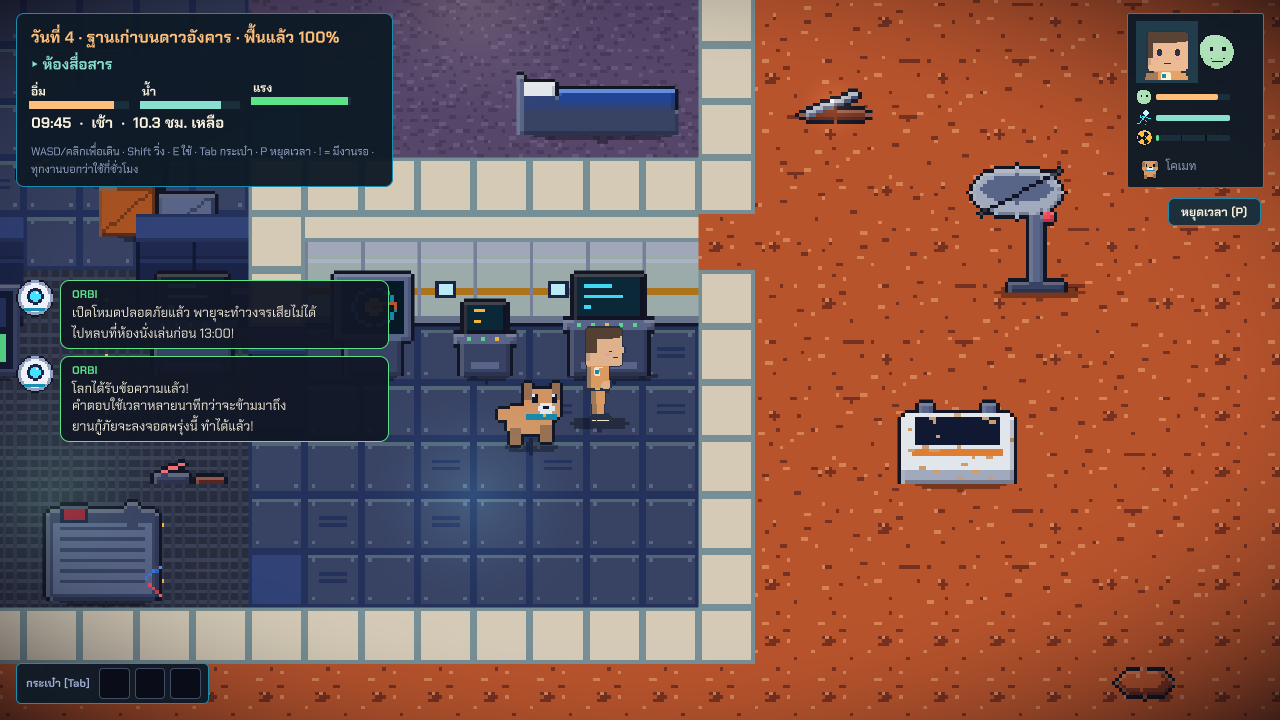 วันที่ 4 · ฐานเก่าบนดาวอังคาร · ฟื้นแล้ว 100%
▸ ห้องสื่อสาร
อิ่ม น้ำ แรง
09:45 · เช้า · 10.3 ชม. เหลือ
WASD/คลิกเพื่อเดิน · Shift วิ่ง · E ใช้ · Tab กระเป๋า · P หยุดเวลา · ! = มีงานรอ ·
ทุกงานบอกว่าใช้กี่ชั่วโมง
โคเมท
หยุดเวลา (P)
ORBI
เปิดโหมดปลอดภัยแล้ว พายุจะทำวงจรเสียไม่ได้
ไปหลบที่ห้องนั่งเล่นก่อน 13:00!
ORBI
โลกได้รับข้อความแล้ว!
คำตอบใช้เวลาหลายนาทีกว่าจะข้ามมาถึง
ยานกู้ภัยจะลงจอดพรุ่งนี้ ทำได้แล้ว!
กระเป๋า [Tab]